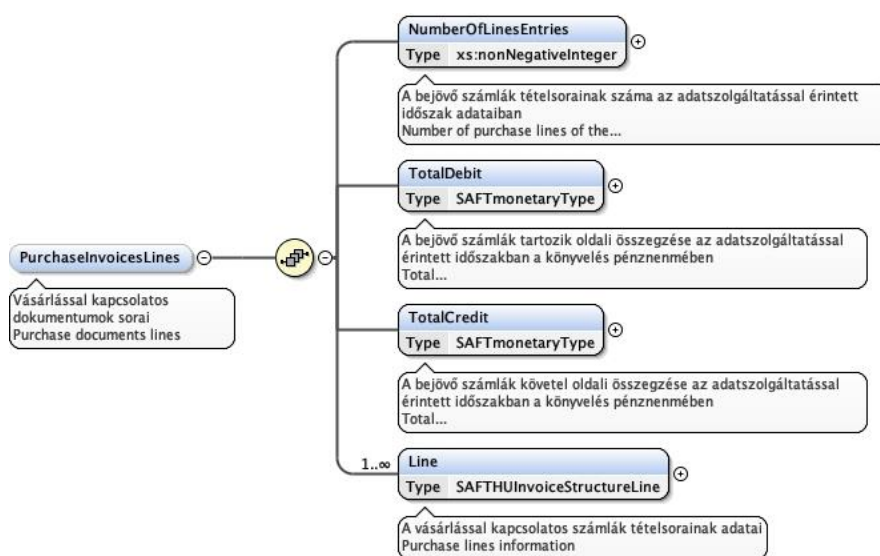 NumberOfLinesEntries
Type xs:nonNegativeInteger
A bejövő számlák tételsorainak száma az adatszolgáltatással érintett
időszak adataiban
Number of purchase lines of the...
TotalDebit
Type SAFTmonetaryType
A bejövő számlák tartozik oldali összegzése az adatszolgáltatással
érintett időszakban a könyvelés pénznenmében
Total...
PurchaseInvoicesLines
Vásárlással kapcsolatos
dokumentumok sorai
Purchase documents lines
TotalCredit
Type SAFTmonetaryType
A bejövő számlák követel oldali összegzése az adatszolgáltatással
érintett időszakban a könyvelés pénznenmében
Total...
1..∞
Line
Type SAFTHUInvoiceStructureLine
A vásárlással kapcsolatos számlák tételsorainak adatai
Purchase lines information